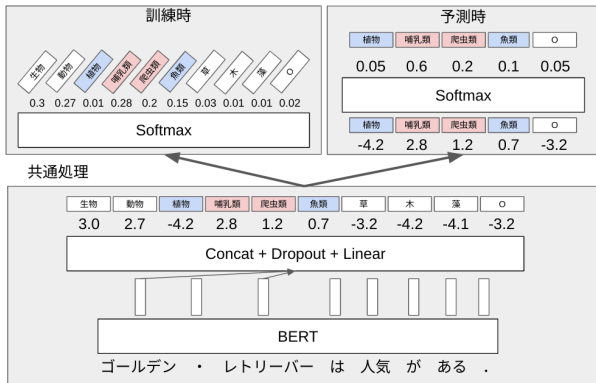 訓練時
生物 動物 植物 哺乳類 爬虫類 魚類 草 木 藻 O
0.3 0.27 0.01 0.28 0.2 0.15 0.03 0.01 0.01 0.02
Softmax
予測時
植物 哺乳類 爬虫類 魚類 O
0.05 0.6 0.2 0.1 0.05
Softmax
植物 哺乳類 爬虫類 魚類 O
-4.2 2.8 1.2 0.7 -3.2
共通処理
生物 動物 植物 哺乳類 爬虫類 魚類 草 木 藻 O
3.0 2.7 -4.2 2.8 1.2 0.7 -3.2 -4.2 -4.1 -3.2
Concat + Dropout + Linear
BERT
ゴールデン ・ レトリーバー は 人気 が ある .